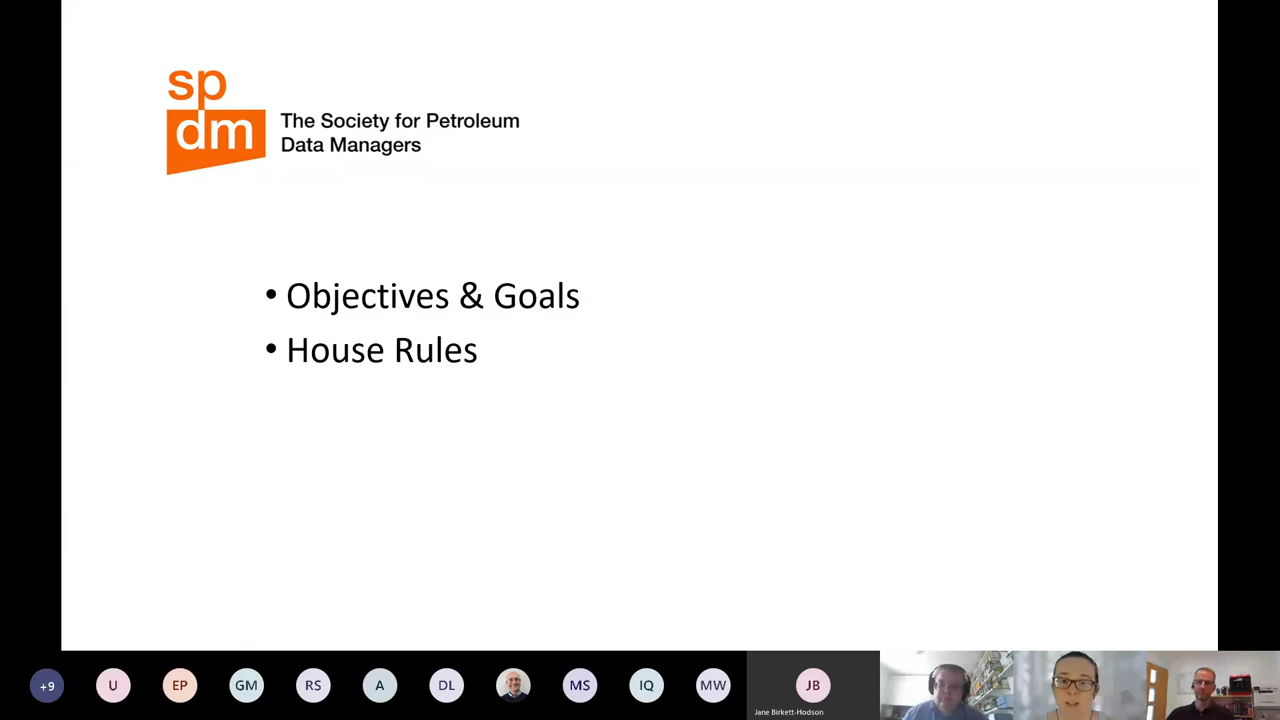 sp
dm
The Society for Petroleum
Data Managers
• Objectives & Goals
• House Rules
+9
U
EP
GM
RS
A
DL
MS
IQ
MW
JB
Jane Birkett-Hodson